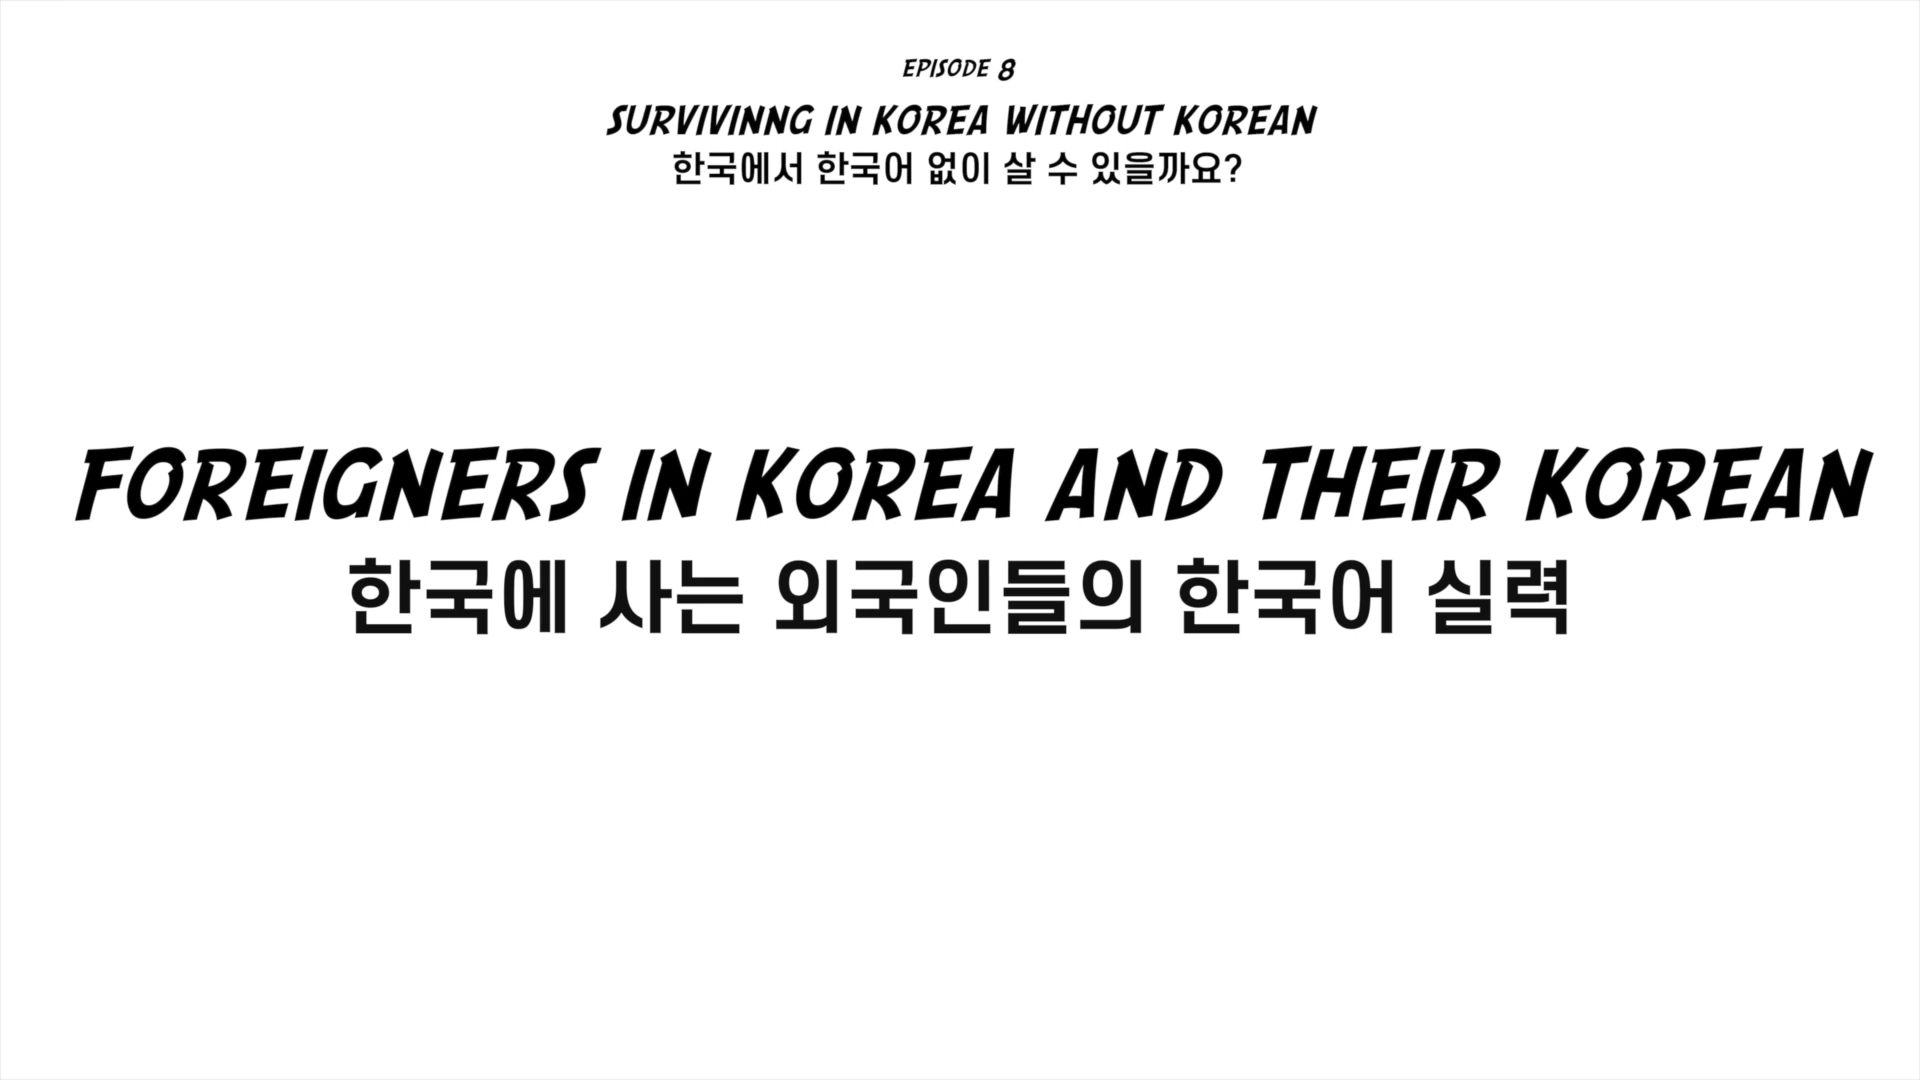 EPISODE 8
SURVIVINNG IN KOREA WITHOUT KOREAN
한국에서 한국어 없이 살 수 있을까요?
FOREIGNERS IN KOREA AND THEIR KOREAN
한국에 사는 외국인들의 한국어 실력